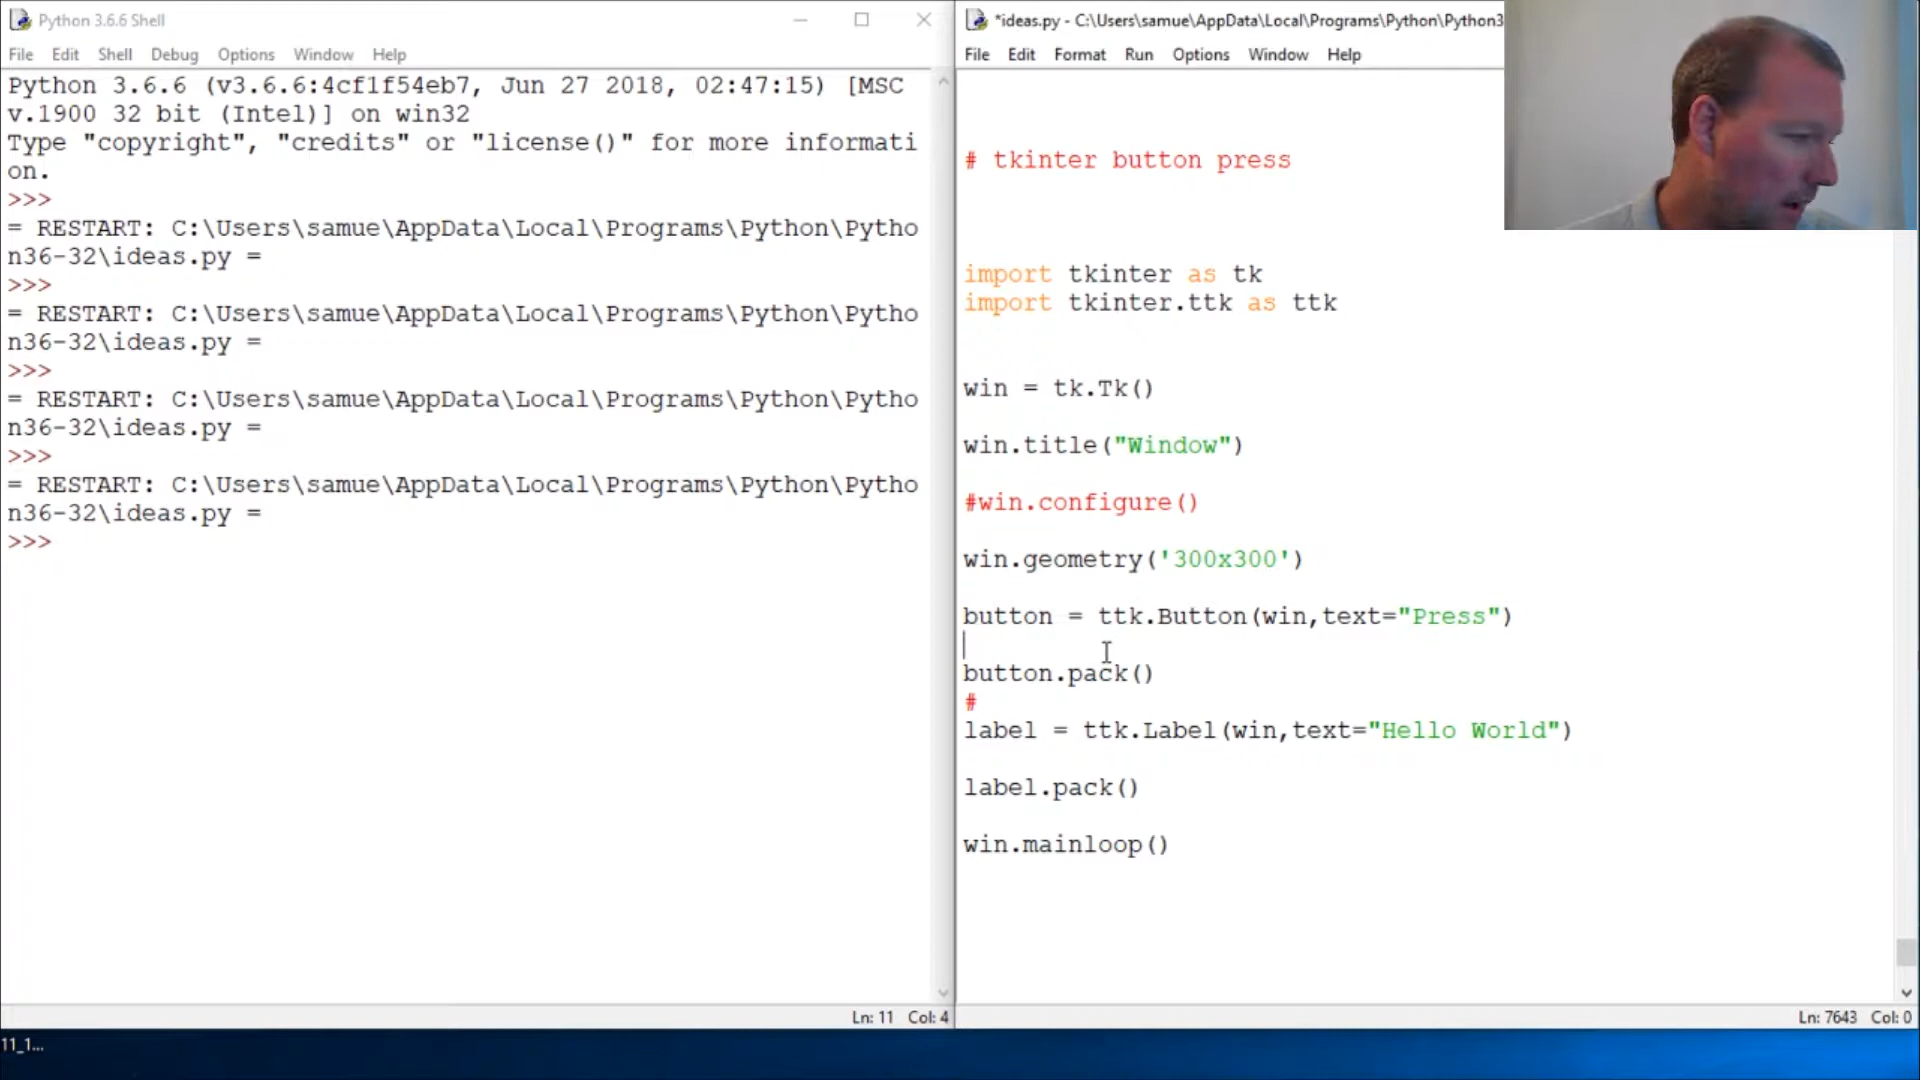 Python 3.6.6 Shell
File Edit Shell Debug Options Window Help
Python 3.6.6 (v3.6.6:4cf1f54eb7, Jun 27 2018, 02:47:15) [MSC
v.1900 32 bit (Intel)] on win32
Type "copyright", "credits" or "license()" for more informati
on.
>>>
= RESTART: C:\Users\samue\AppData\Local\Programs\Python\Pytho
n36-32\ideas.py =
>>>
= RESTART: C:\Users\samue\AppData\Local\Programs\Python\Pytho
n36-32\ideas.py =
>>>
= RESTART: C:\Users\samue\AppData\Local\Programs\Python\Pytho
n36-32\ideas.py =
>>>
= RESTART: C:\Users\samue\AppData\Local\Programs\Python\Pytho
n36-32\ideas.py =
>>>
Ln: 11 Col: 4
*ideas.py - C:\Users\samue\AppData\Local\Programs\Python\Python3
File Edit Format Run Options Window Help
# tkinter button press
import tkinter as tk
import tkinter.ttk as ttk
win = tk.Tk()
win.title("Window")
#win.configure()
win.geometry('300x300')
button = ttk.Button(win,text="Press")
button.pack()
#
label = ttk.Label(win,text="Hello World")
label.pack()
win.mainloop()
Ln: 7643 Col: 0
11_1...